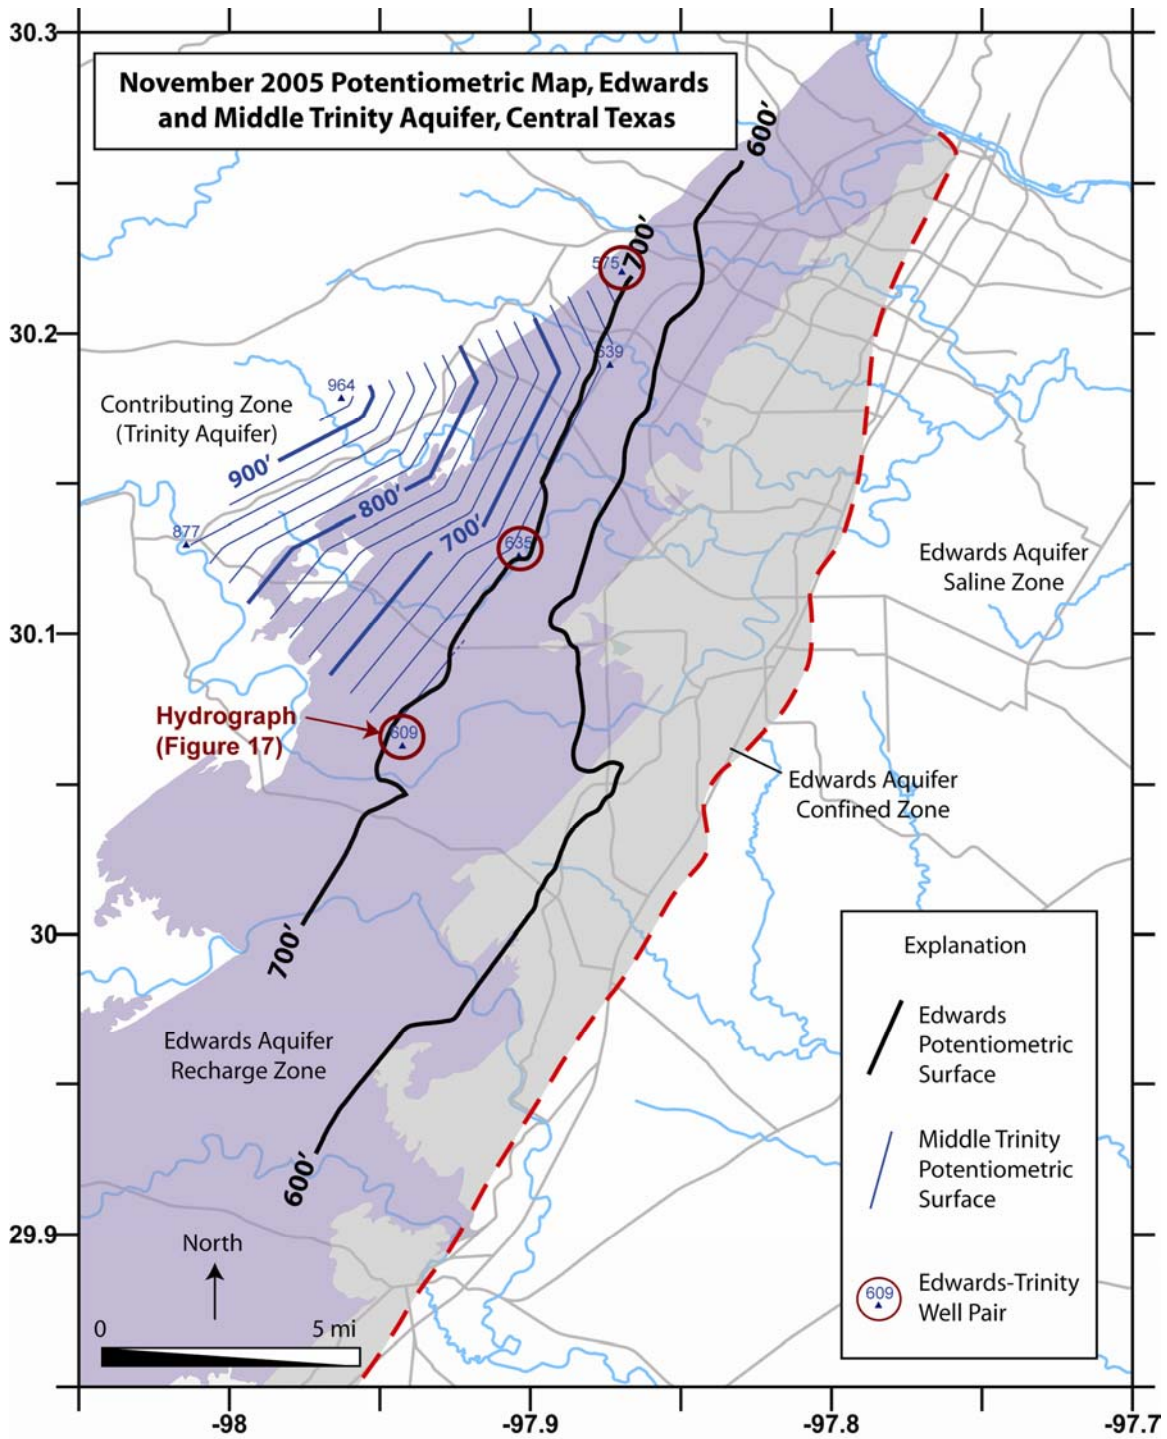 30.3
November 2005 Potentiometric Map, Edwards
and Middle Trinity Aquifer, Central Texas
600'
700'
575
30.2
639
964
Contributing Zone
(Trinity Aquifer)
900'
800'
700'
877
635
Edwards Aquifer
Saline Zone
30.1
Hydrograph
(Figure 17)
609
Edwards Aquifer
Confined Zone
30
700'
Edwards Aquifer
Recharge Zone
600'
29.9
North
0 5 mi
Explanation
Edwards
Potentiometric
Surface
Middle Trinity
Potentiometric
Surface
609
Edwards-Trinity
Well Pair
-98 -97.9 -97.8 -97.7